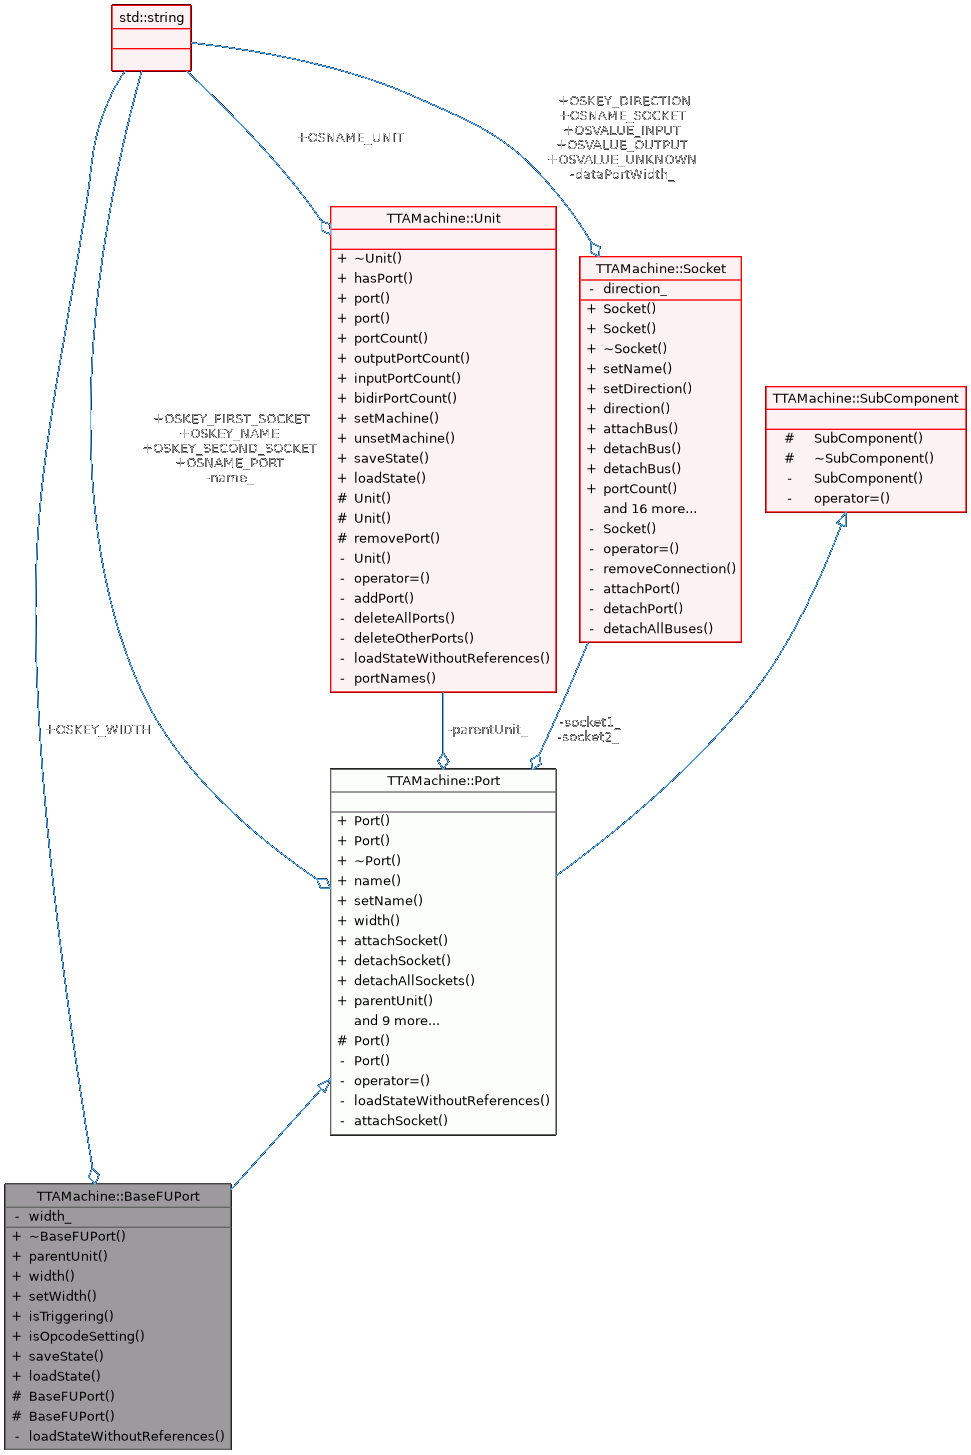 std::string
+OSKEY_DIRECTION
+OSNAME_SOCKET
+OSVALUE_INPUT
+OSVALUE_OUTPUT
+OSVALUE_UNKNOWN
-dataPortWidth_
+OSNAME_UNIT
TTAMachine::Unit
+ ~Unit()
+ hasPort()
+ port()
+ port()
+ portCount()
+ outputPortCount()
+ inputPortCount()
+ bidirPortCount()
+ setMachine()
+ unsetMachine()
+ saveState()
+ loadState()
# Unit()
# Unit()
# removePort()
- Unit()
- operator=()
- addPort()
- deleteAllPorts()
- deleteOtherPorts()
- loadStateWithoutReferences()
- portNames()
TTAMachine::Socket
- direction_
+ Socket()
+ Socket()
+ ~Socket()
+ setName()
+ setDirection()
+ direction()
+ attachBus()
+ detachBus()
+ detachBus()
+ portCount()
and 16 more...
- Socket()
- operator=()
- removeConnection()
- attachPort()
- detachPort()
- detachAllBuses()
TTAMachine::SubComponent
# SubComponent()
# ~SubComponent()
- SubComponent()
- operator=()
+OSKEY_FIRST_SOCKET
+OSKEY_NAME
+OSKEY_SECOND_SOCKET
+OSNAME_PORT
-name_
+OSKEY_WIDTH
-parentUnit_
-socket1_
-socket2_
TTAMachine::Port
+ Port()
+ Port()
+ ~Port()
+ name()
+ setName()
+ width()
+ attachSocket()
+ detachSocket()
+ detachAllSockets()
+ parentUnit()
and 9 more...
# Port()
- Port()
- operator=()
- loadStateWithoutReferences()
- attachSocket()
TTAMachine::BaseFUPort
- width_
+ ~BaseFUPort()
+ parentUnit()
+ width()
+ setWidth()
+ isTriggering()
+ isOpcodeSetting()
+ saveState()
+ loadState()
# BaseFUPort()
# BaseFUPort()
- loadStateWithoutReferences()